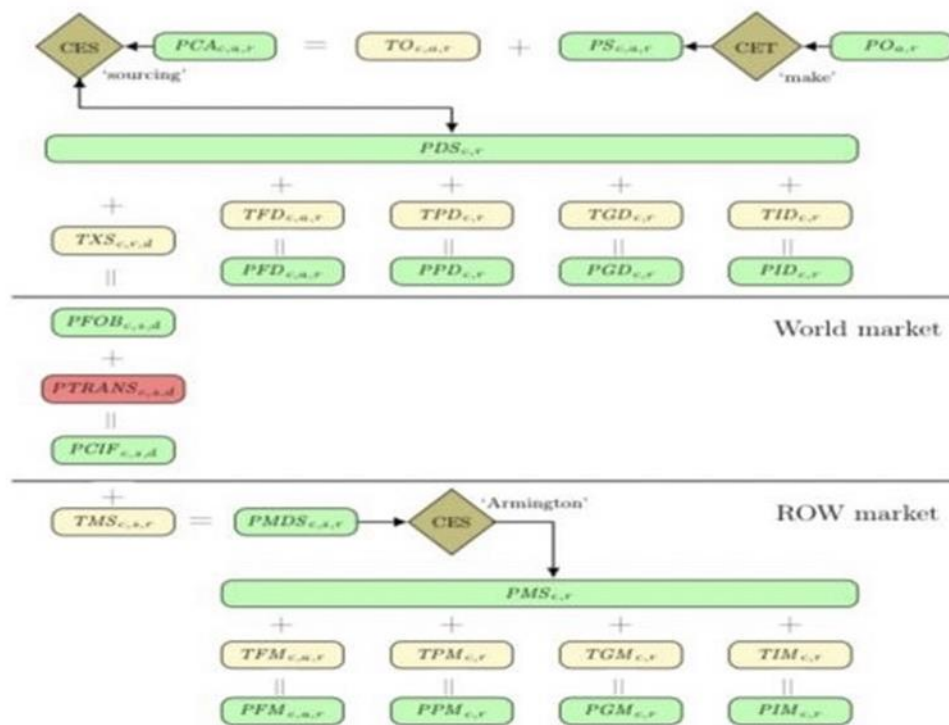 CES PCA_{c,a,r} = TO_{c,a,r} + PS_{c,a,r} CET PO_{a,r}
'sourcing' 'make'
PDS_{c,r}
+ + + + +
TFD_{c,a,r} TPD_{c,r} TGD_{c,r} TID_{c,r}
TXS_{c,r,d}
|| || || || ||
PFD_{c,a,r} PPD_{c,r} PGD_{c,r} PID_{c,r}
PFOB_{c,s,d} World market
+
PTRANS_{c,s,d}
||
PCIF_{c,s,d}
+
'Armington'
TMS_{c,s,r} = PMDS_{c,s,r} CES ROW market
PMS_{c,r}
+ + + +
TFM_{c,a,r} TPM_{c,r} TGM_{c,r} TIM_{c,r}
|| || || ||
PFM_{c,a,r} PPM_{c,r} PGM_{c,r} PIM_{c,r}